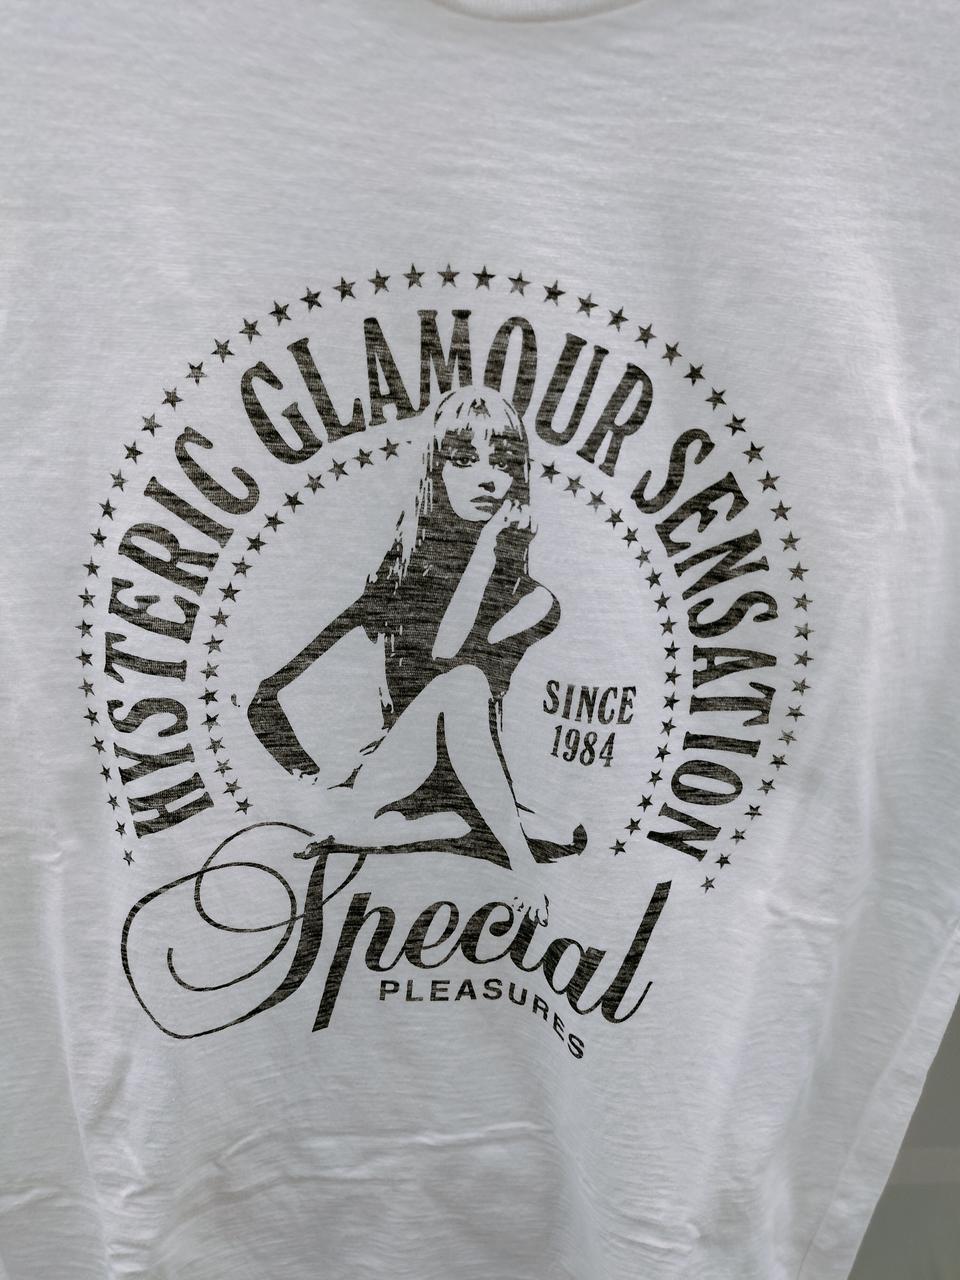 HYSTERIC GLAMOUR SENSATION
SINCE
1984
Special
PLEASURES